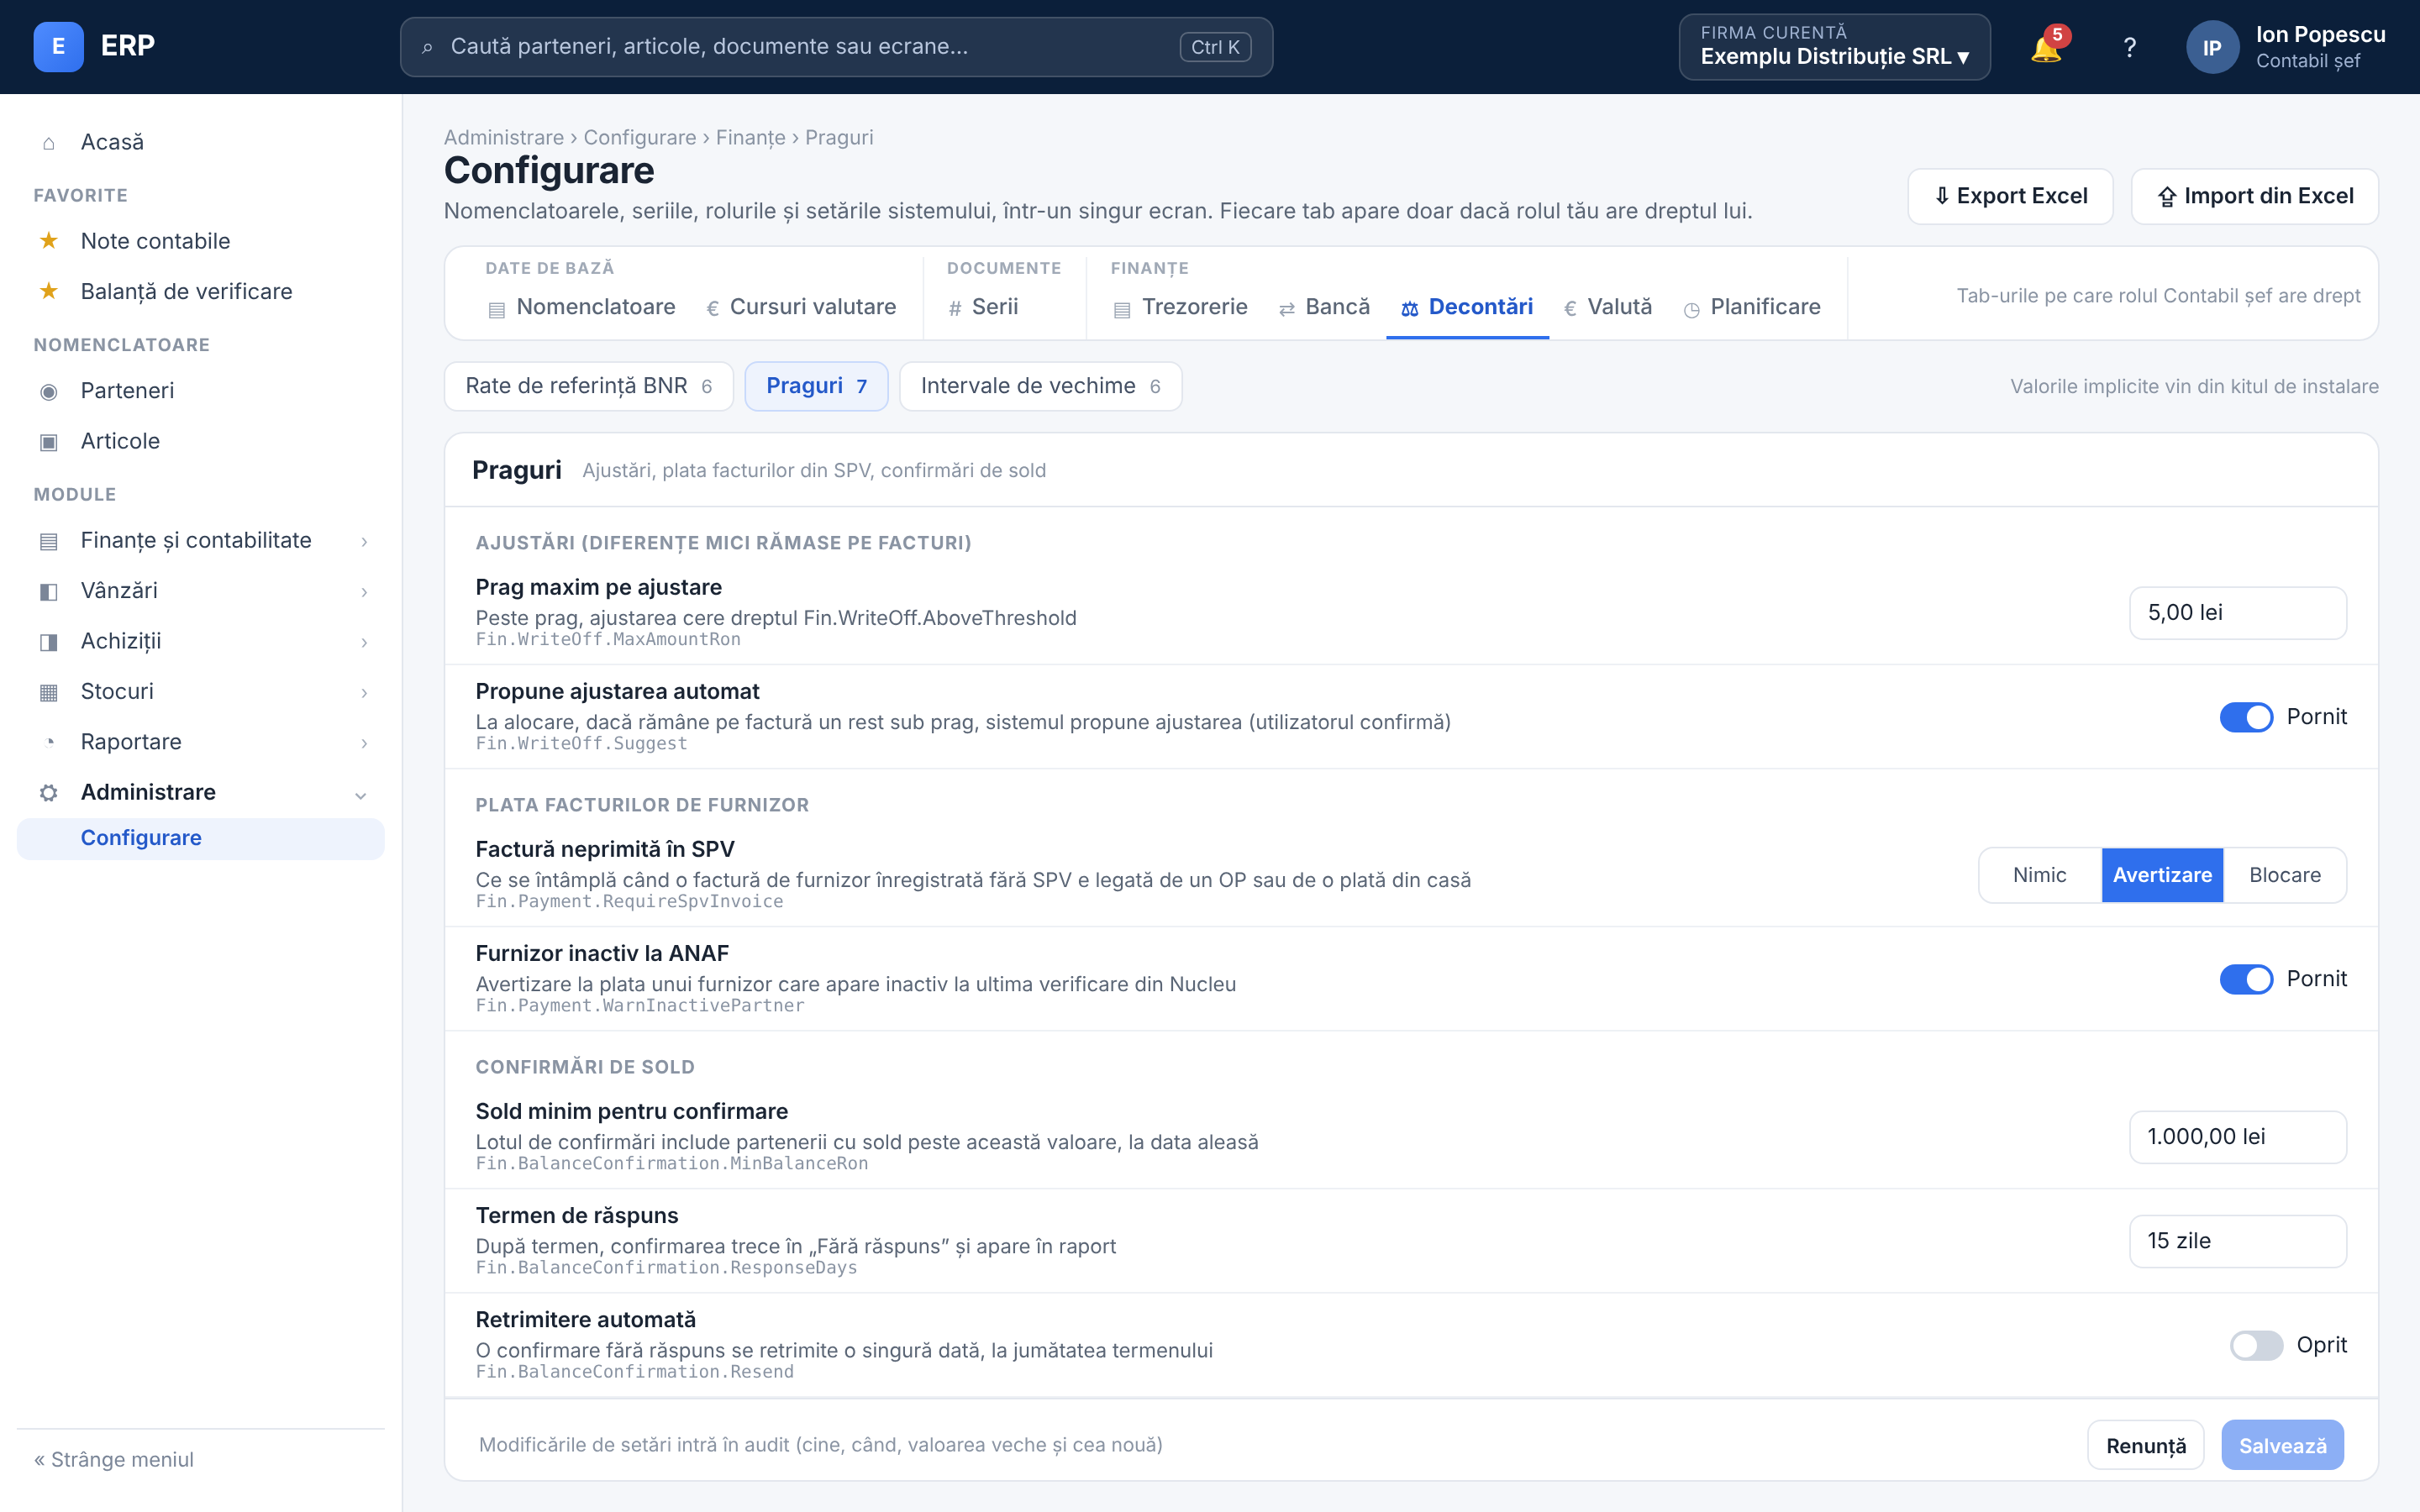 E ERP
Caută parteneri, articole, documente sau ecrane... Ctrl K
FIRMA CURENTĂ
Exemplu Distribuție SRL ▾
5
?
IP
Ion Popescu
Contabil șef
Acasă
FAVORITE
Note contabile
Balanță de verificare
NOMENCLATOARE
Parteneri
Articole
MODULE
Finanțe și contabilitate ›
Vânzări ›
Achiziții ›
Stocuri ›
Raportare ›
Administrare
Configurare
« Strânge meniul
Administrare › Configurare › Finanțe › Praguri
Configurare
Nomenclatoarele, seriile, rolurile și setările sistemului, într-un singur ecran. Fiecare tab apare doar dacă rolul tău are dreptul lui.
Export Excel
Import din Excel
DATE DE BAZĂ
Nomenclatoare € Cursuri valutare
DOCUMENTE
# Serii
FINANȚE
Trezorerie Bancă Decontări € Valută Planificare
Tab-urile pe care rolul Contabil șef are drept
Rate de referință BNR 6
Praguri 7
Intervale de vechime 6
Valorile implicite vin din kitul de instalare
Praguri Ajustări, plata facturilor din SPV, confirmări de sold
AJUSTĂRI (DIFERENȚE MICI RĂMASE PE FACTURI)
Prag maxim pe ajustare
Peste prag, ajustarea cere dreptul Fin.WriteOff.AboveThreshold
Fin.WriteOff.MaxAmountRon
5,00 lei
Propune ajustarea automat
La alocare, dacă rămâne pe factură un rest sub prag, sistemul propune ajustarea (utilizatorul confirmă)
Fin.WriteOff.Suggest
Pornit
PLATA FACTURILOR DE FURNIZOR
Factură neprimită în SPV
Ce se întâmplă când o factură de furnizor înregistrată fără SPV e legată de un OP sau de o plată din casă
Fin.Payment.RequireSpvInvoice
Nimic Avertizare Blocare
Furnizor inactiv la ANAF
Avertizare la plata unui furnizor care apare inactiv la ultima verificare din Nucleu
Fin.Payment.WarnInactivePartner
Pornit
CONFIRMĂRI DE SOLD
Sold minim pentru confirmare
Lotul de confirmări include partenerii cu sold peste această valoare, la data aleasă
Fin.BalanceConfirmation.MinBalanceRon
1.000,00 lei
Termen de răspuns
După termen, confirmarea trece în „Fără răspuns” și apare în raport
Fin.BalanceConfirmation.ResponseDays
15 zile
Retrimitere automată
O confirmare fără răspuns se retrimite o singură dată, la jumătatea termenului
Fin.BalanceConfirmation.Resend
Oprit
Modificările de setări intră în audit (cine, când, valoarea veche și cea nouă)
Renunță
Salvează